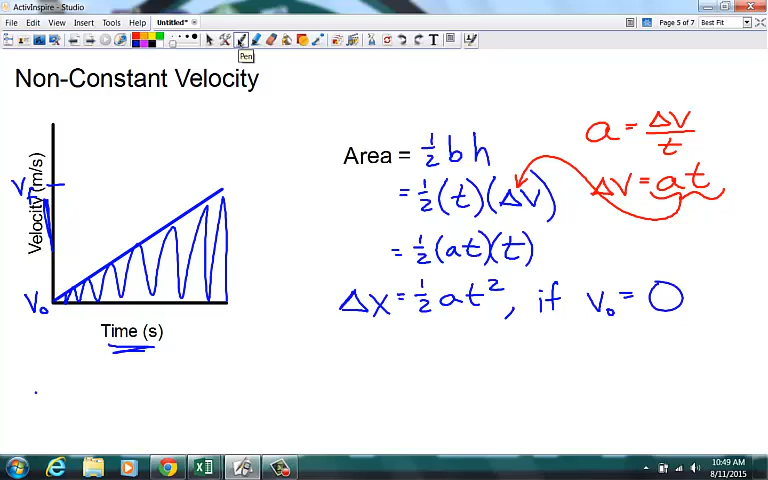 ActivInspire - Studio
File Edit View Insert Tools Help Untitled*
Page 5 of 7 Best Fit
Pen
Non-Constant Velocity
Velocity (m/s)
Vf
V₀
Time (s)
Area = ½ b h
= ½ (t)(ΔV)
= ½ (at)(t)
Δx = ½ at², if v₀ = 0
a = ΔV/t
ΔV = at
10:49 AM
8/11/2015